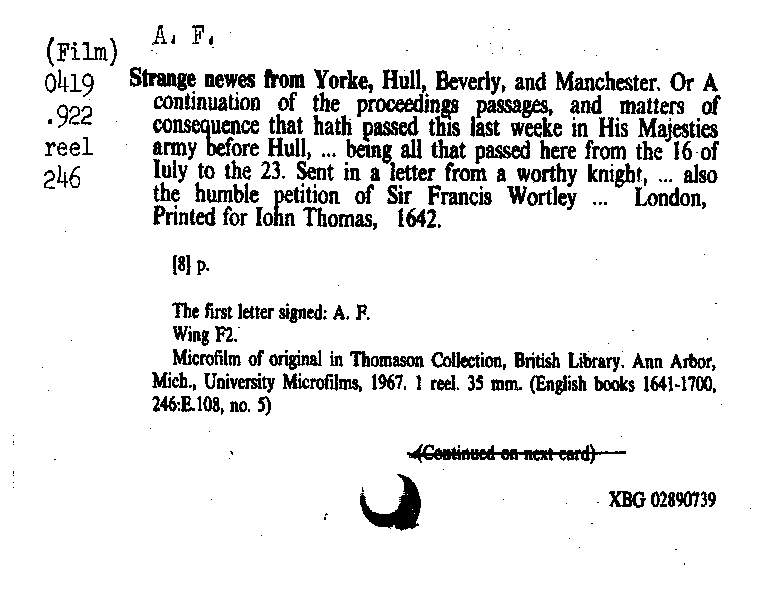 A. F.
(Film)
0419
.922
reel
246
Strange newes from Yorke, Hull, Beverly, and Manchester. Or A
continuation of the proceedings passages, and matters of
consequence that hath passed this last weeke in His Majesties
army before Hull, ... being all that passed here from the 16 of
Iuly to the 23. Sent in a letter from a worthy knight, ... also
the humble petition of Sir Francis Wortley ... London,
Printed for Iohn Thomas, 1642.
[8] p.
The first letter signed: A. F.
Wing F2.
Microfilm of original in Thomason Collection, British Library. Ann Arbor,
Mich., University Microfilms, 1967. 1 reel. 35 mm. (English books 1641-1700,
246:E.108, no. 5)
(Continued on next card)
XBG 02890739